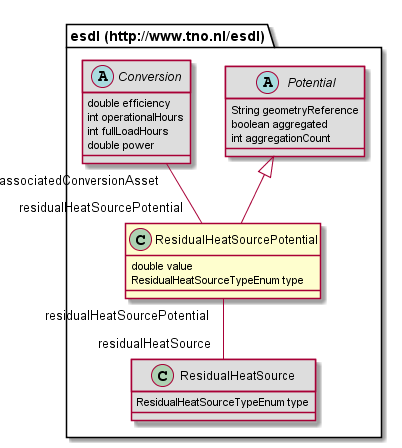 esdl (http://www.tno.nl/esdl)
A Conversion
double efficiency
int operationalHours
int fullLoadHours
double power
A Potential
String geometryReference
boolean aggregated
int aggregationCount
associatedConversionAsset
residualHeatSourcePotential
C ResidualHeatSourcePotential
double value
ResidualHeatSourceTypeEnum type
residualHeatSourcePotential
residualHeatSource
C ResidualHeatSource
ResidualHeatSourceTypeEnum type